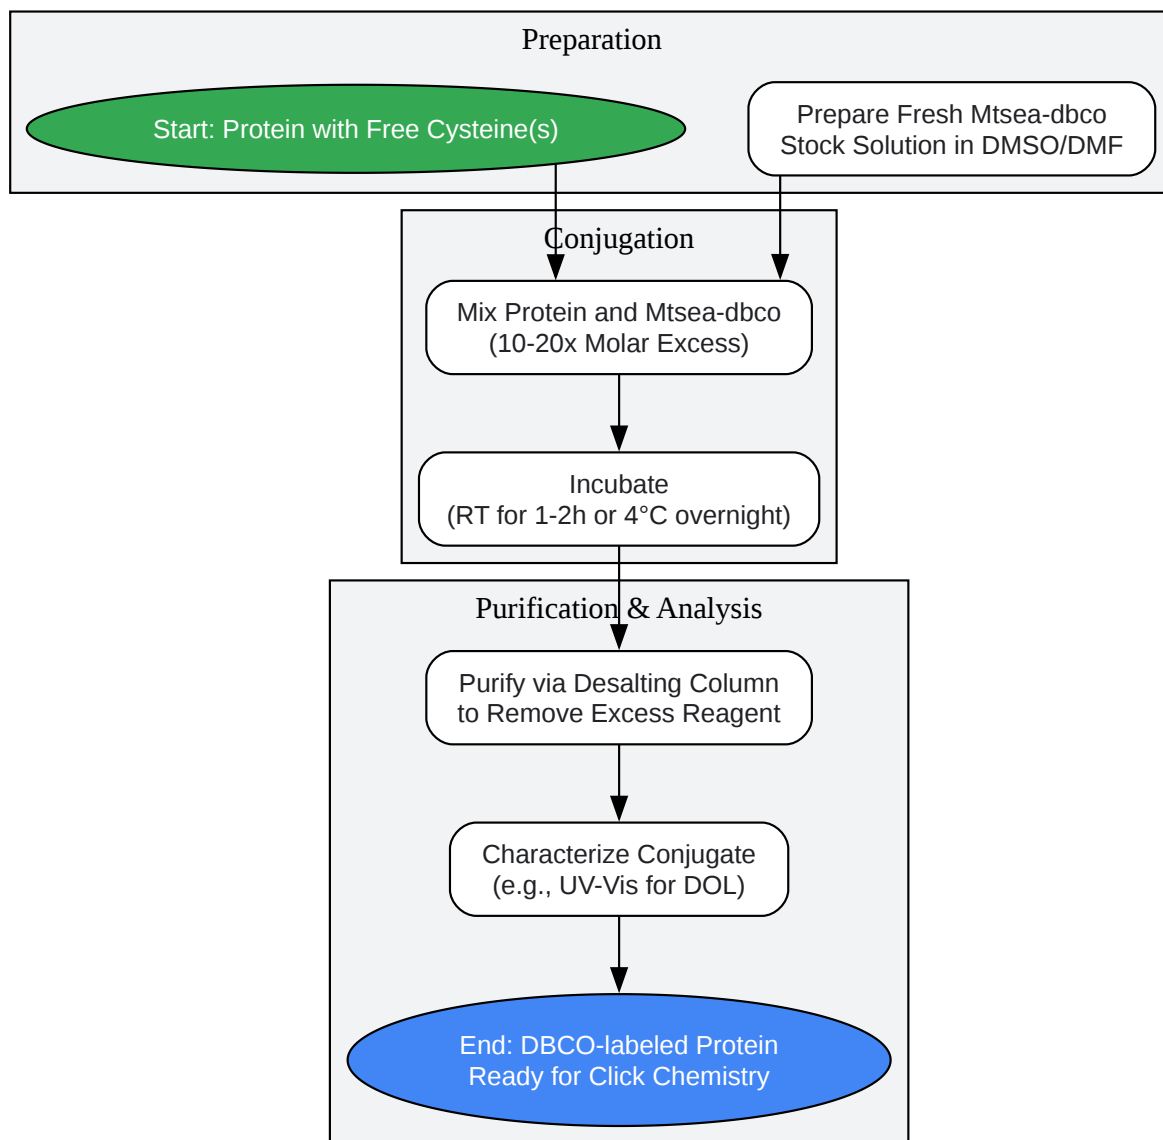 Preparation
Start: Protein with Free Cysteine(s)
Prepare Fresh Mtsea-dbco
Stock Solution in DMSO/DMF
Conjugation
Mix Protein and Mtsea-dbco
(10-20x Molar Excess)
Incubate
(RT for 1-2h or 4°C overnight)
Purification & Analysis
Purify via Desalting Column
to Remove Excess Reagent
Characterize Conjugate
(e.g., UV-Vis for DOL)
End: DBCO-labeled Protein
Ready for Click Chemistry